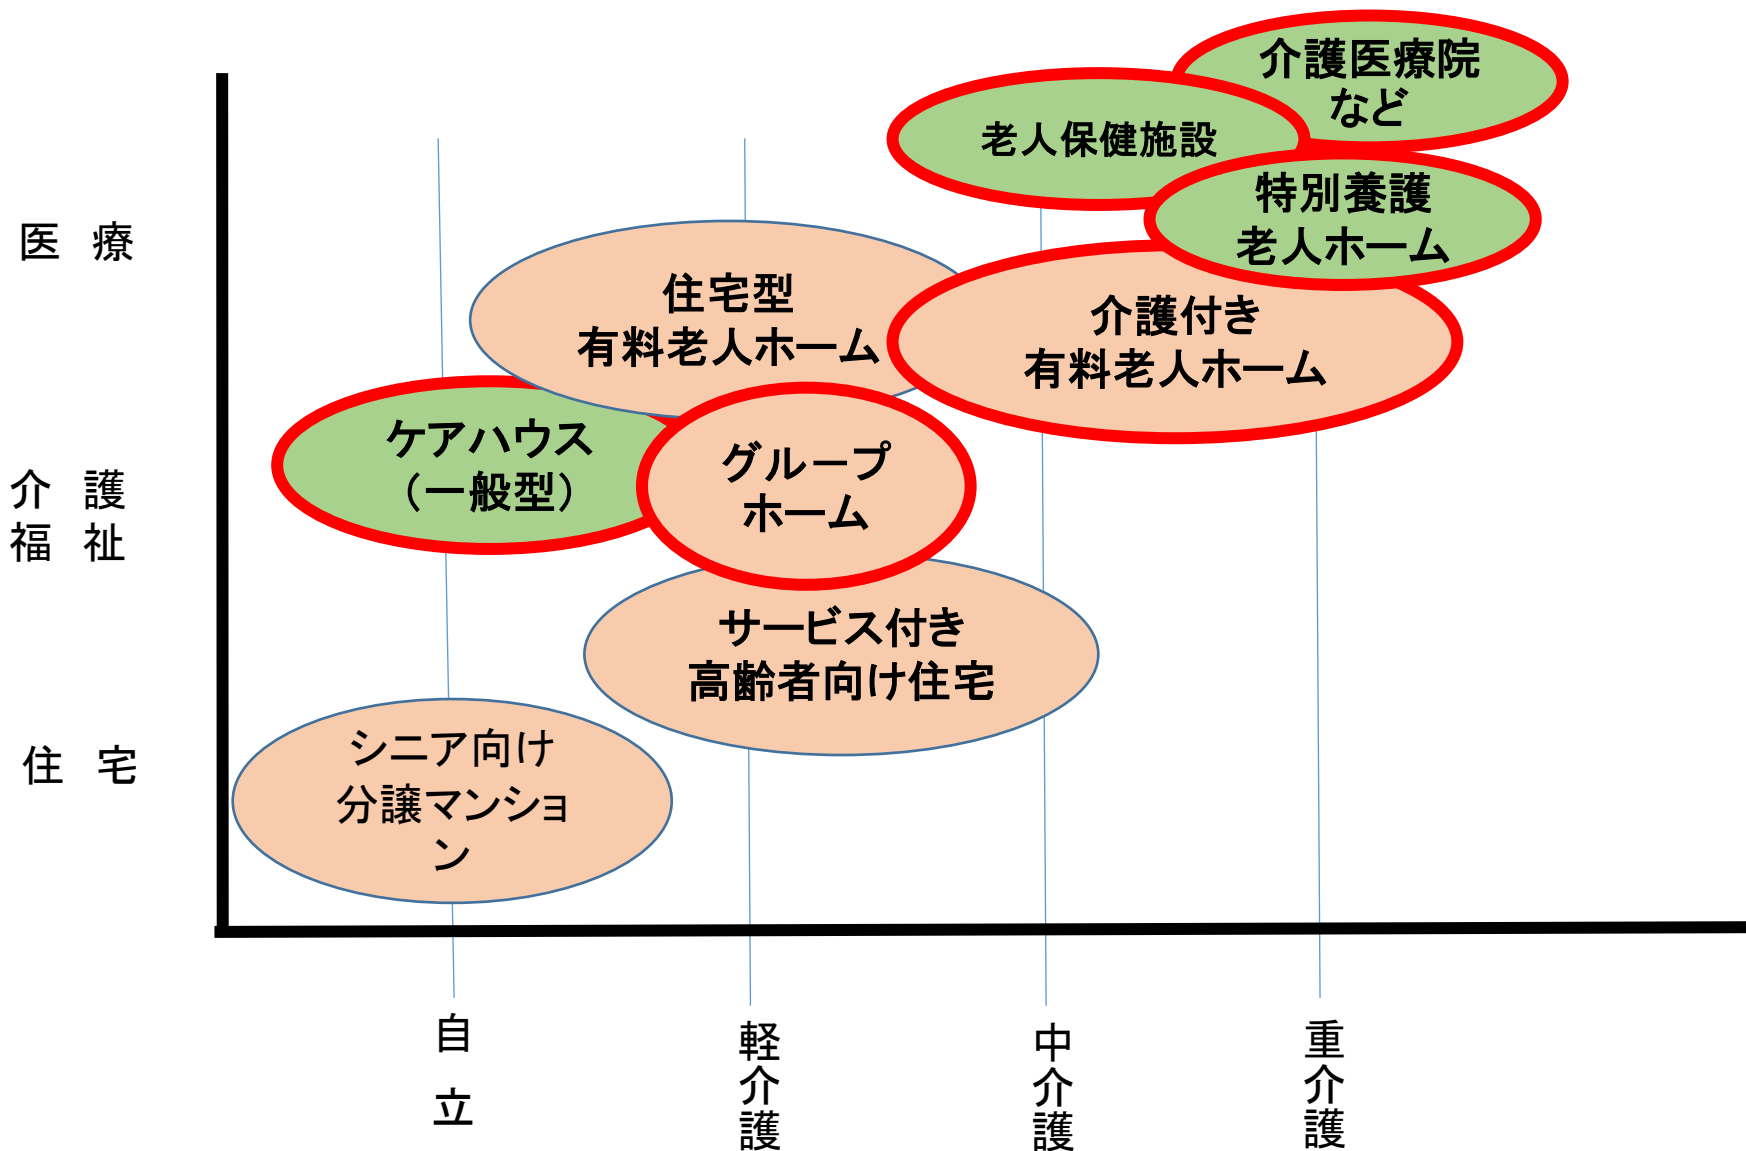 介護医療院
など
老人保健施設
特別養護
老人ホーム
医 療
住宅型
有料老人ホーム
介護付き
有料老人ホーム
ケアハウス
（一般型）
グループ
ホーム
介 護
福 祉
サービス付き
高齢者向け住宅
住 宅
シニア向け
分譲マンショ
ン
自立
軽介護
中介護
重介護